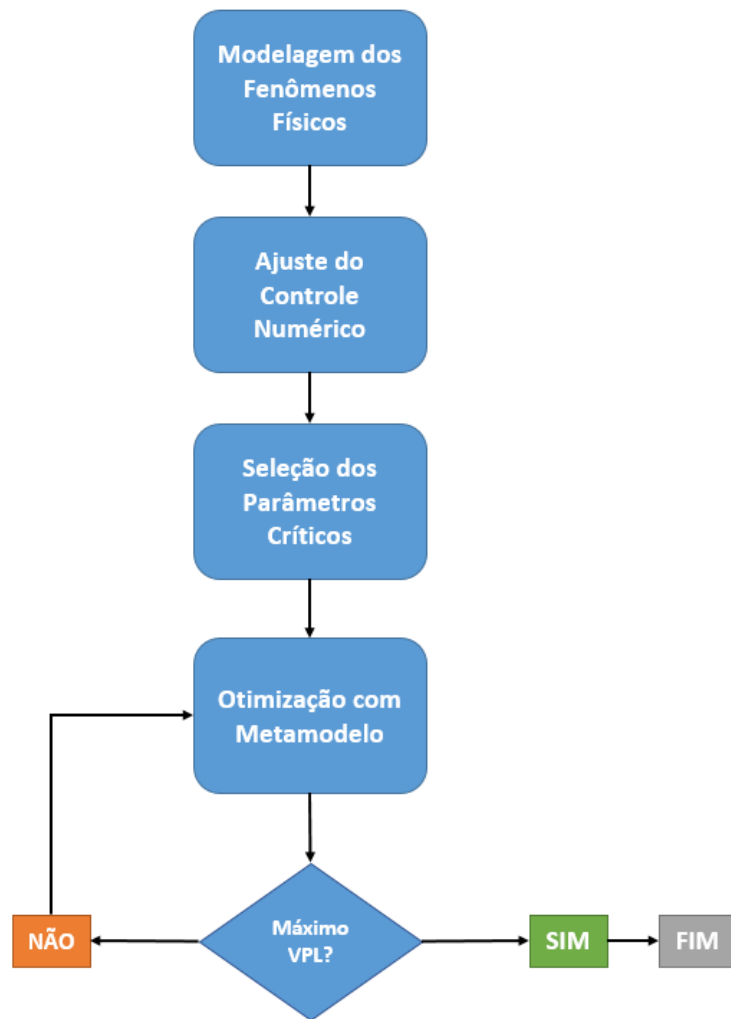 Modelagem dos
Fenômenos
Físicos
Ajuste do
Controle
Numérico
Seleção dos
Parâmetros
Críticos
Otimização com
Metamodelo
Máximo
VPL?
NÃO
SIM
FIM